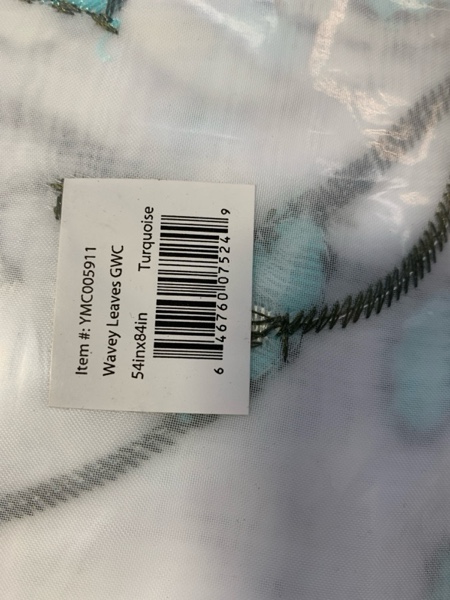 Item #: YMC005911
Wavey Leaves GWC
54inx84in Turquoise
6 46760 07524 9